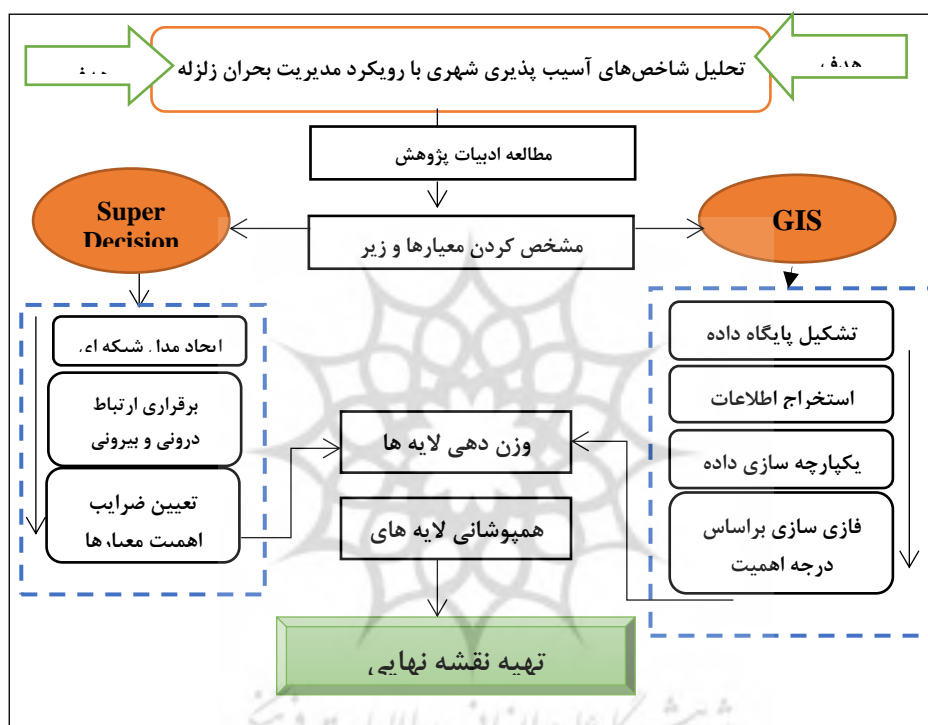 هدف
تحلیل شاخص‌های آسیب پذیری شهری با رویکرد مدیریت بحران زلزله
مطالعه ادبیات پژوهش
Super
Decision
GIS
مشخص کردن معیارها و زیر
تشکیل پایگاه داده
استخراج اطلاعات
یکپارچه سازی داده
فازی سازی براساس
درجه اهمیت
ایجاد مدل شبکه ای
برقراری ارتباط
درونی و بیرونی
تعیین ضرایب
اهمیت معیارها
وزن دهی لایه ها
همپوشانی لایه های
تهیه نقشه نهایی